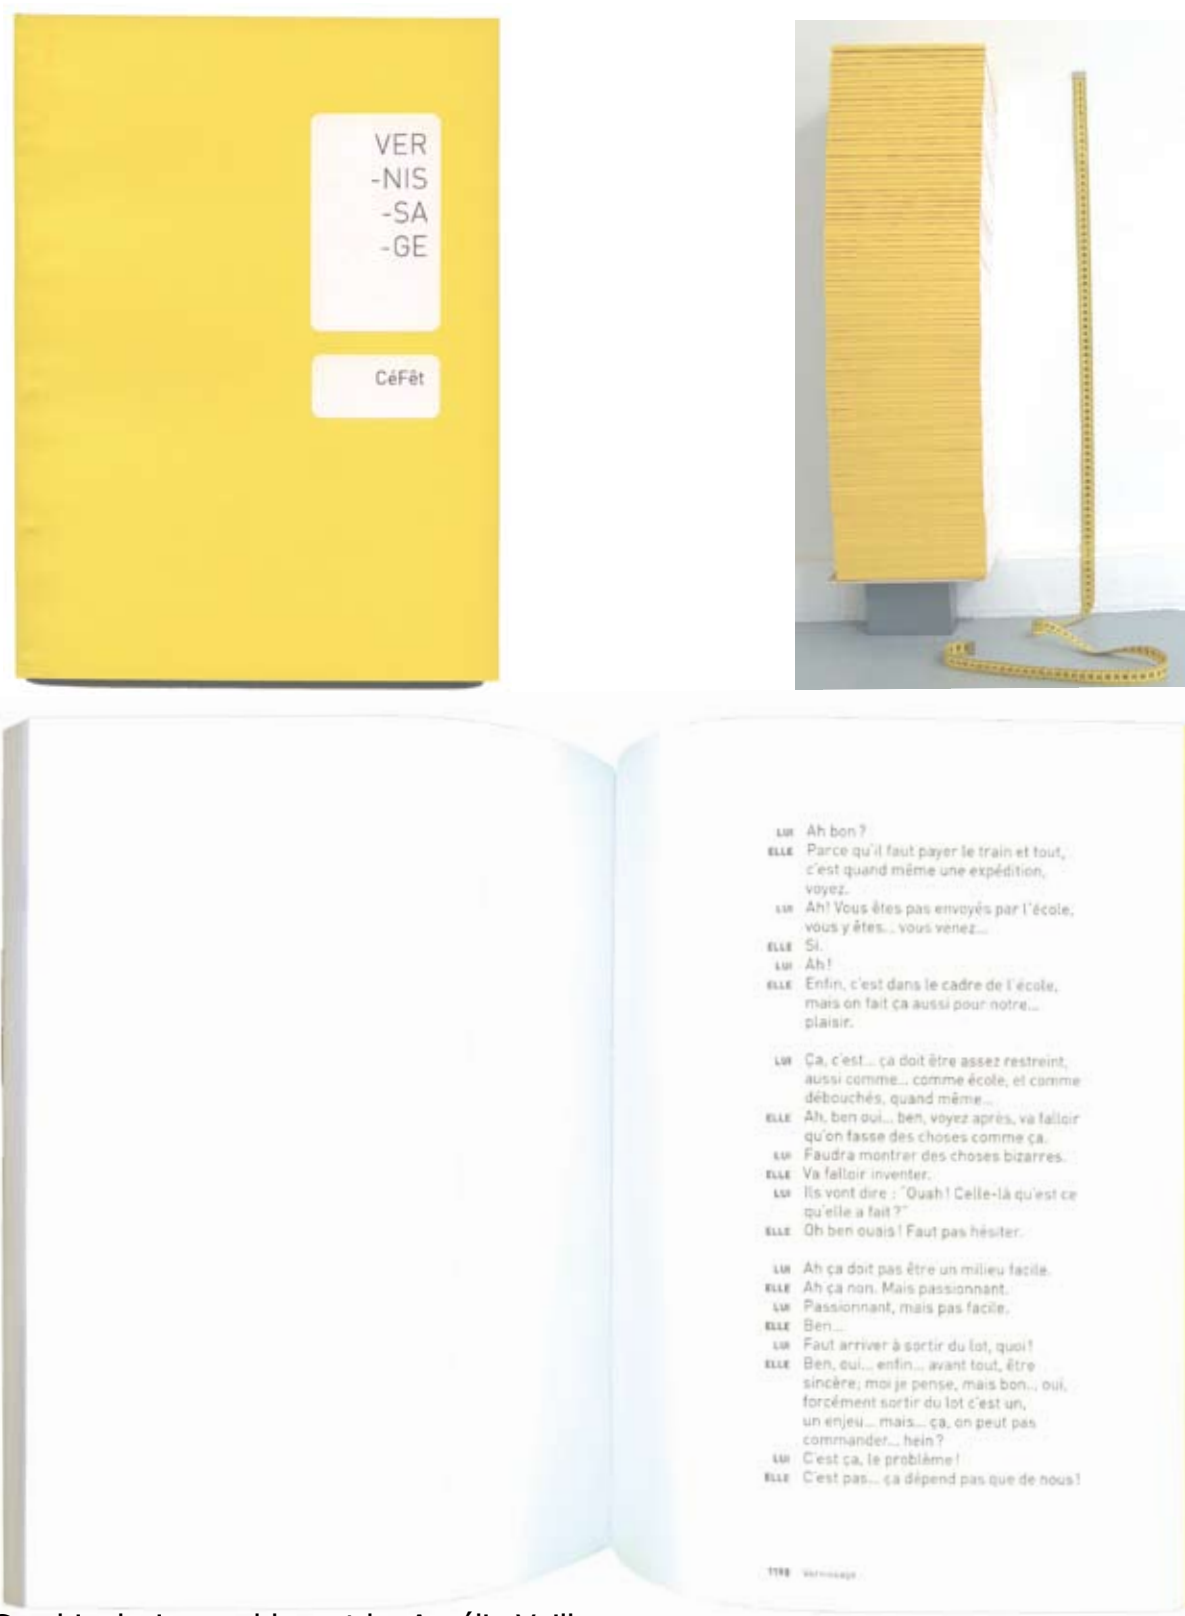 VER
-NIS
-SA
-GE
CéFêt
LUI Ah bon ?
ELLE Parce qu'il faut payer le train et tout,
c'est quand même une expédition,
voyez.
LUI Ah! Vous êtes pas envoyés par l'école,
vous y êtes... vous venez...
ELLE Si.
LUI Ah !
ELLE Enfin, c'est dans le cadre de l'école,
mais on fait ça aussi pour notre...
plaisir.
LUI Ça, c'est... ça doit être assez restreint,
aussi comme... comme école, et comme
débouchés, quand même...
ELLE Ah, ben oui... ben, voyez après, va falloir
qu'on fasse des choses comme ça.
LUI Faudra montrer des choses bizarres.
ELLE Va falloir inventer.
LUI Ils vont dire : "Ouah ! Celle-là qu'est ce
qu'elle a fait ?"
ELLE Oh ben ouais ! Faut pas hésiter.
LUI Ah ça doit pas être un milieu facile.
ELLE Ah ça non. Mais passionnant.
LUI Passionnant, mais pas facile.
ELLE Ben...
LUI Faut arriver à sortir du lot, quoi !
ELLE Ben, oui... enfin... avant tout, être
sincère; moi je pense, mais bon... oui,
forcément sortir du lot c'est un,
un enjeu... mais... ça, on peut pas
commander... hein ?
LUI C'est ça, le problème !
ELLE C'est pas... ça dépend pas que de nous !
Vernissage